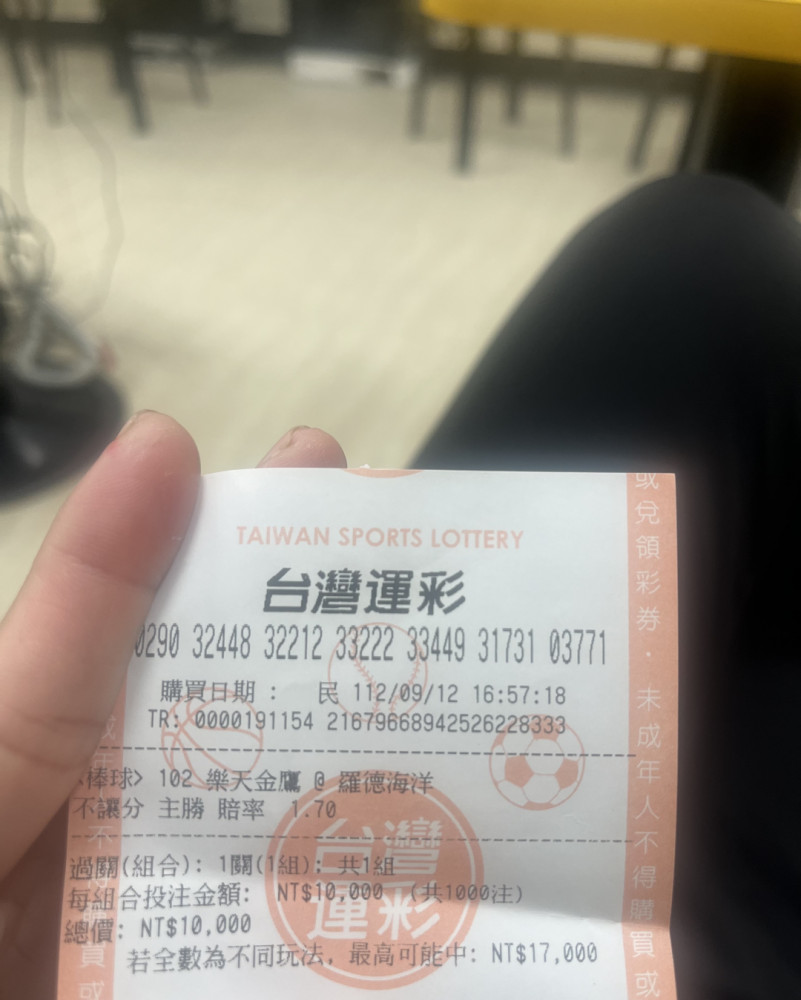 TAIWAN SPORTS LOTTERY
台灣運彩
0290 32448 32212 33222 33449 31731 03771
購買日期： 民 112/09/12 16:57:18
TR: 0000191154 21679668942526228333
棒球> 102 樂天金鷹 @ 羅德海洋
不讓分 主勝 賠率 1.70
過關(組合): 1關(1組): 共1組
每組合投注金額: NT$10,000 (共1000注)
總價: NT$10,000
若全數為不同玩法, 最高可能中: NT$17,000
台灣運彩
或兌領彩券．未成年人不得購買或